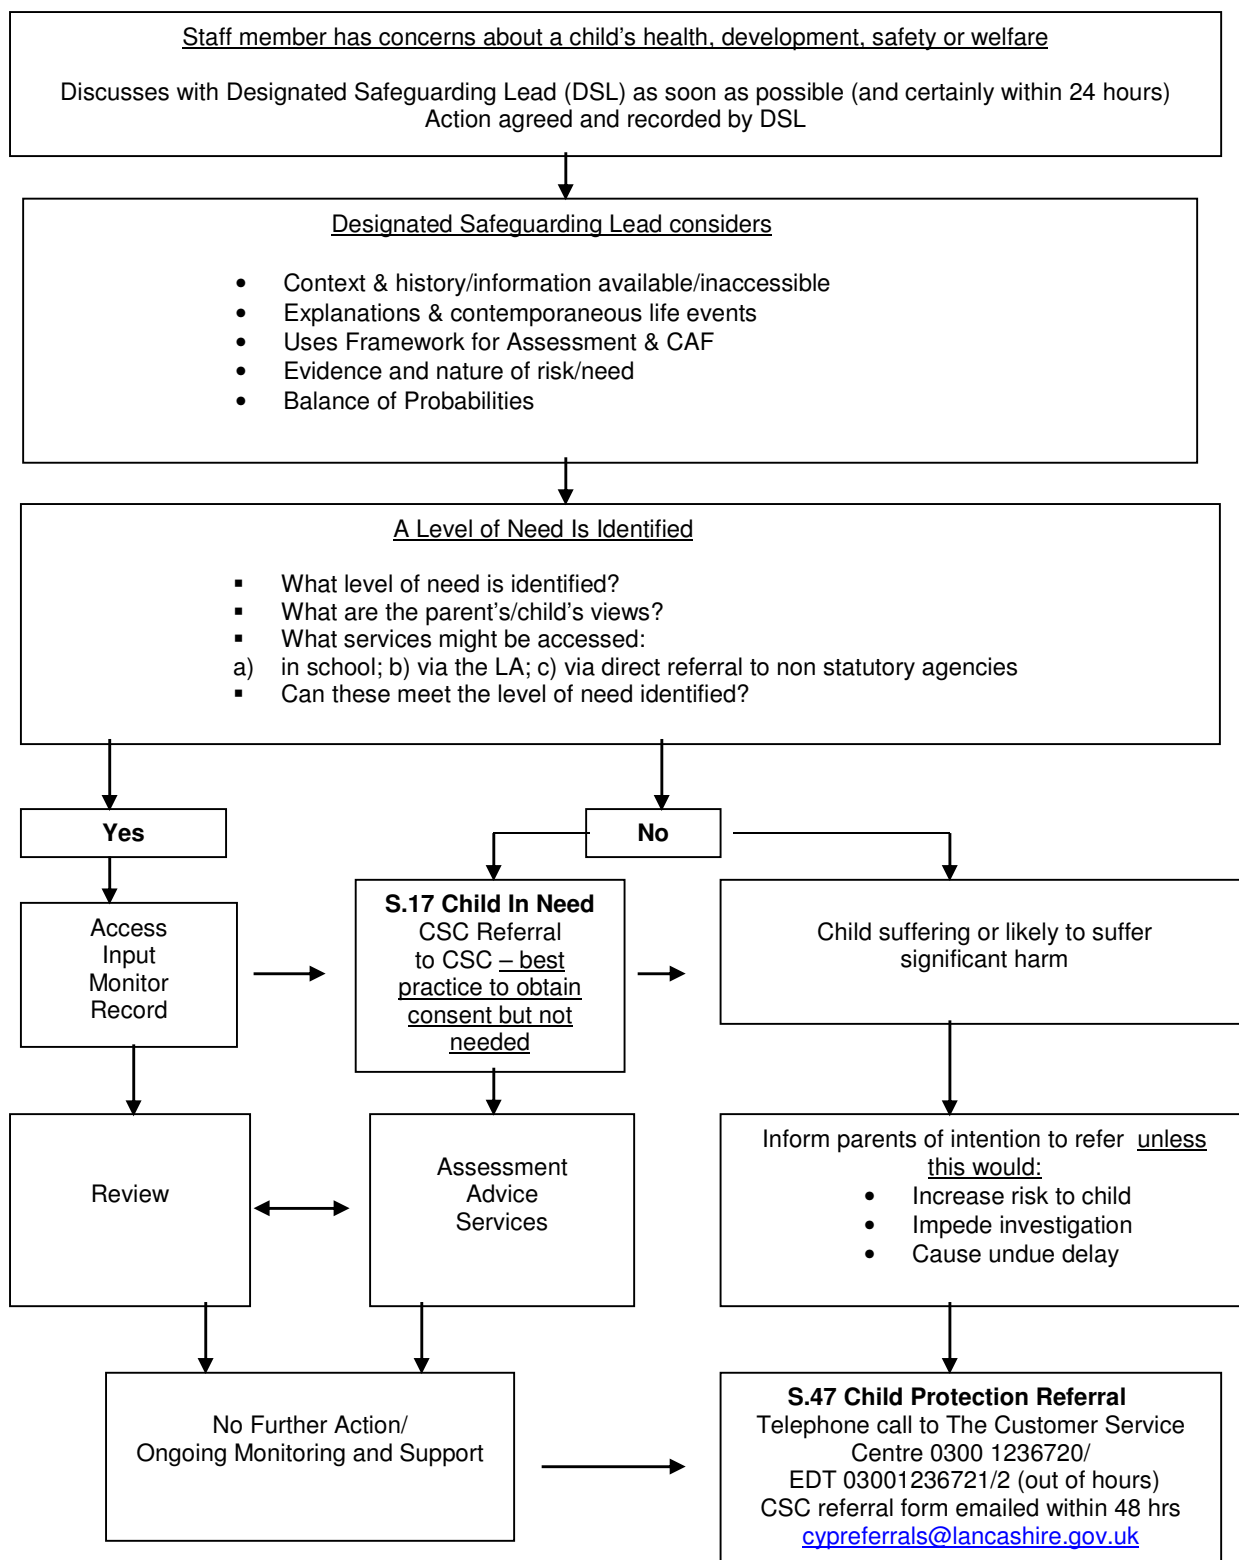 Staff member has concerns about a child's health, development, safety or welfare
Discusses with Designated Safeguarding Lead (DSL) as soon as possible (and certainly within 24 hours)
Action agreed and recorded by DSL
Designated Safeguarding Lead considers
• Context & history/information available/inaccessible
• Explanations & contemporaneous life events
• Uses Framework for Assessment & CAF
• Evidence and nature of risk/need
• Balance of Probabilities
A Level of Need Is Identified
▪ What level of need is identified?
▪ What are the parent's/child's views?
▪ What services might be accessed:
a) in school; b) via the LA; c) via direct referral to non statutory agencies
▪ Can these meet the level of need identified?
Yes
No
Access
Input
Monitor
Record
S.17 Child In Need
CSC Referral
to CSC – best
practice to obtain
consent but not
needed
Child suffering or likely to suffer
significant harm
Review
Assessment
Advice
Services
Inform parents of intention to refer unless
this would:
• Increase risk to child
• Impede investigation
• Cause undue delay
No Further Action/
Ongoing Monitoring and Support
S.47 Child Protection Referral
Telephone call to The Customer Service
Centre 0300 1236720/
EDT 03001236721/2 (out of hours)
CSC referral form emailed within 48 hrs
cypreferrals@lancashire.gov.uk